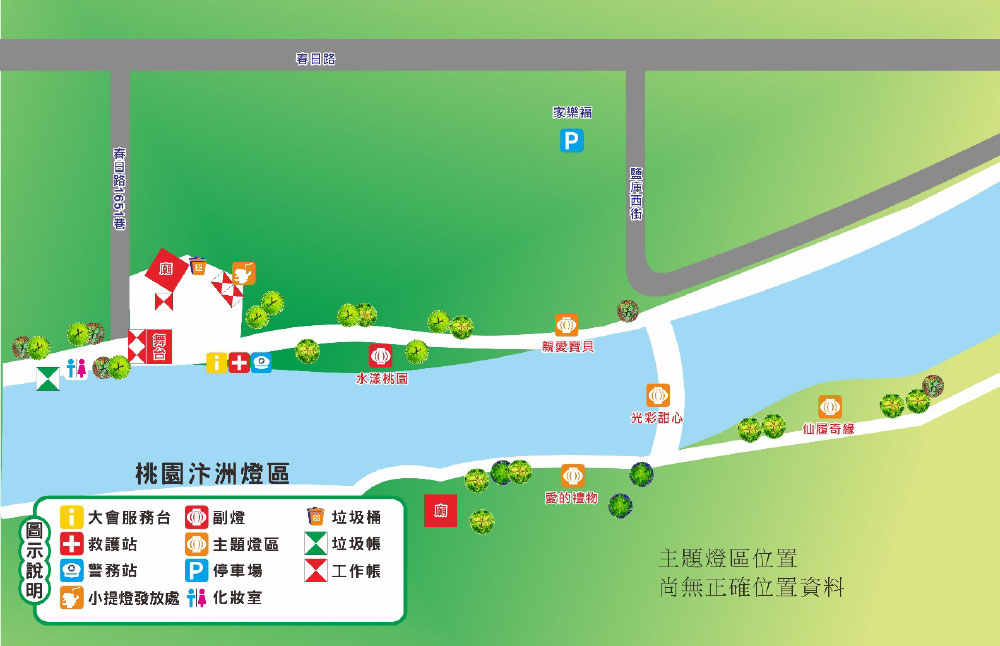 春日路
家樂福
P
春日路1651巷
鹽庫西街
廟
舞台
親愛寶貝
水漾桃園
光彩甜心
仙履奇緣
桃園汴洲燈區
愛的禮物
廟
圖示說明
大會服務台
副燈
垃圾桶
救護站
主題燈區
垃圾帳
警務站
P
停車場
工作帳
小提燈發放處
化妝室
主題燈區位置
尚無正確位置資料